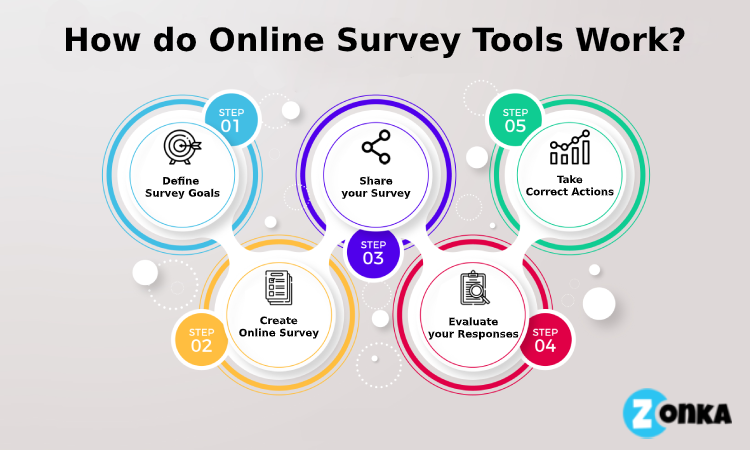 How do Online Survey Tools Work?
STEP
01
Define
Survey Goals
STEP
02
Create
Online Survey
STEP
03
Share
your Survey
STEP
04
Evaluate
your Responses
STEP
05
Take
Correct Actions
ZONKA